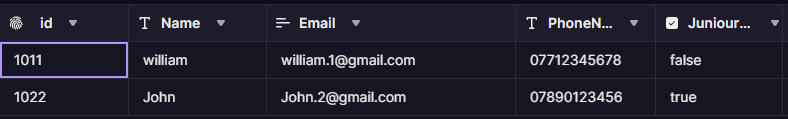 id Name Email PhoneN... Juniour...
1011 william william.1@gmail.com 07712345678 false
1022 John John.2@gmail.com 07890123456 true